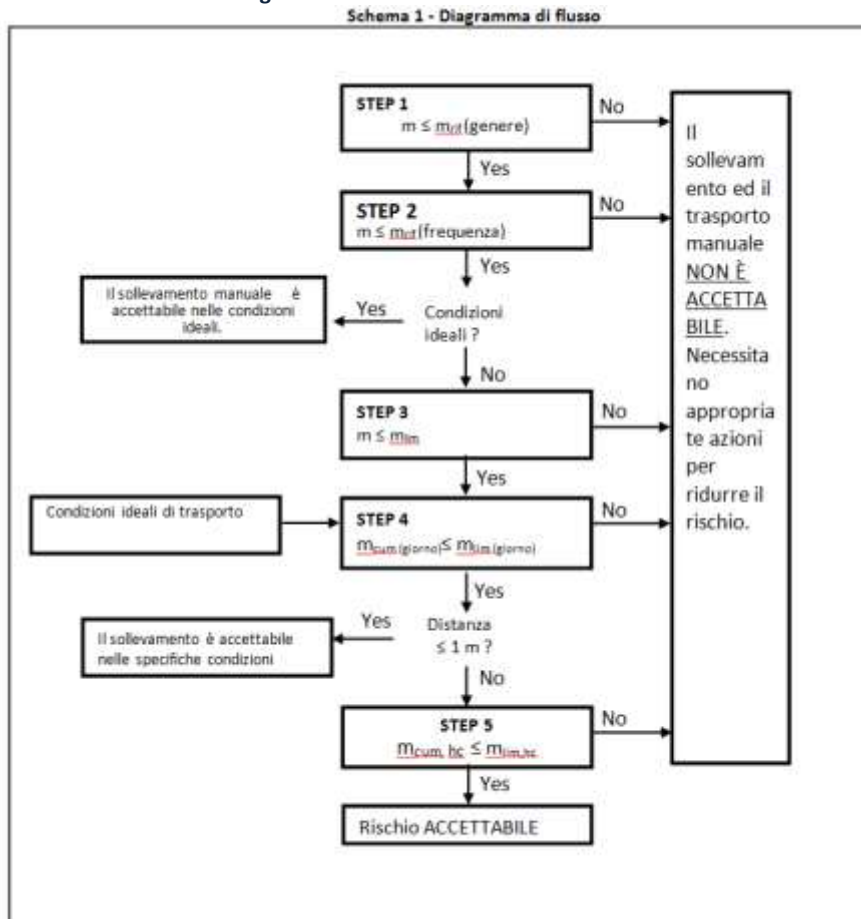 Schema 1 - Diagramma di flusso
STEP 1
m ≤ mrif(genere)
No
Yes
STEP 2
m ≤ mrif(frequenza)
No
Yes
Condizioni
ideali ?
Yes
Il sollevamento manuale è
accettabile nelle condizioni
ideali.
No
STEP 3
m ≤ mlim
No
Yes
Condizioni ideali di trasporto
STEP 4
mcum (giorno)≤ mlim (giorno)
No
Yes
Distanza
≤ 1 m ?
Yes
Il sollevamento è accettabile
nelle specifiche condizioni
No
STEP 5
mcum, hc ≤ mlim,hc
No
Yes
Rischio ACCETTABILE
Il
sollevam
ento ed il
trasporto
manuale
NON È
ACCETTA
BILE.
Necessita
no
appropria
te azioni
per
ridurre il
rischio.